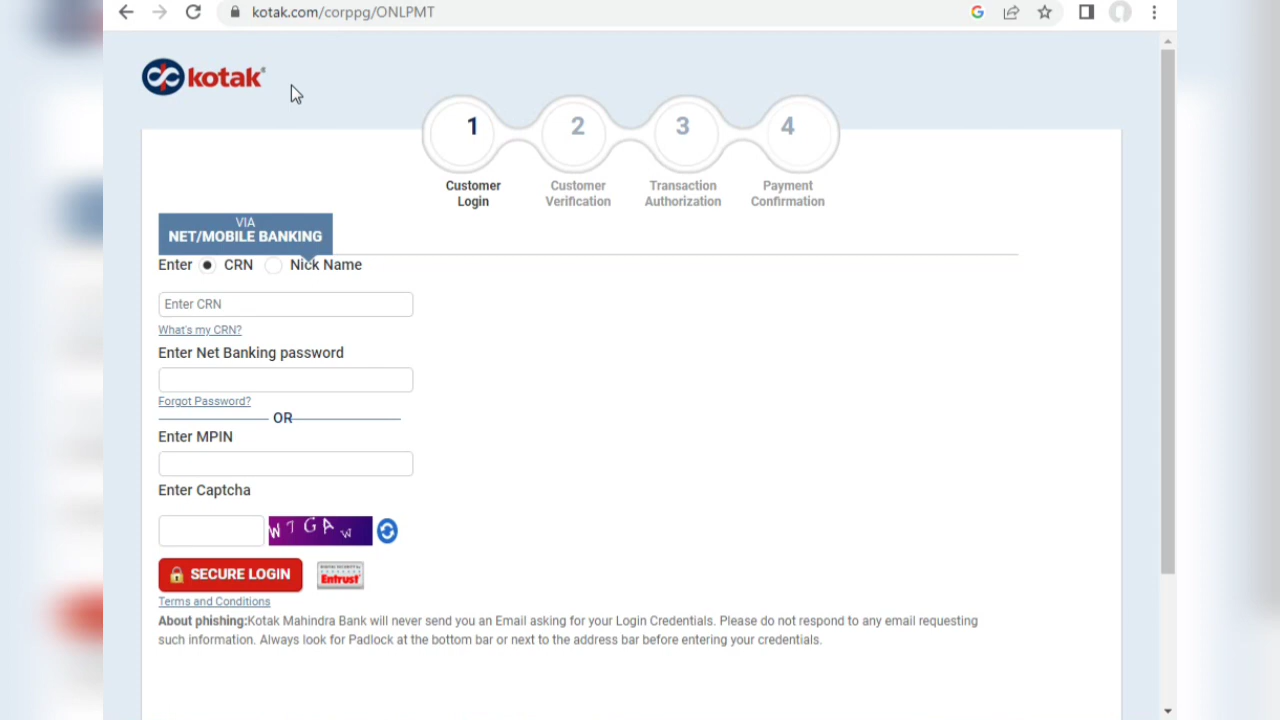 kotak.com/corppg/ONLPMT
kotak
1 2 3 4
Customer Login
Customer Verification
Transaction Authorization
Payment Confirmation
VIA
NET/MOBILE BANKING
Enter CRN Nick Name
Enter CRN
What's my CRN?
Enter Net Banking password
Forgot Password?
OR
Enter MPIN
Enter Captcha
W7GAW
SECURE LOGIN
Entrust
Terms and Conditions
About phishing:Kotak Mahindra Bank will never send you an Email asking for your Login Credentials. Please do not respond to any email requesting
such information. Always look for Padlock at the bottom bar or next to the address bar before entering your credentials.